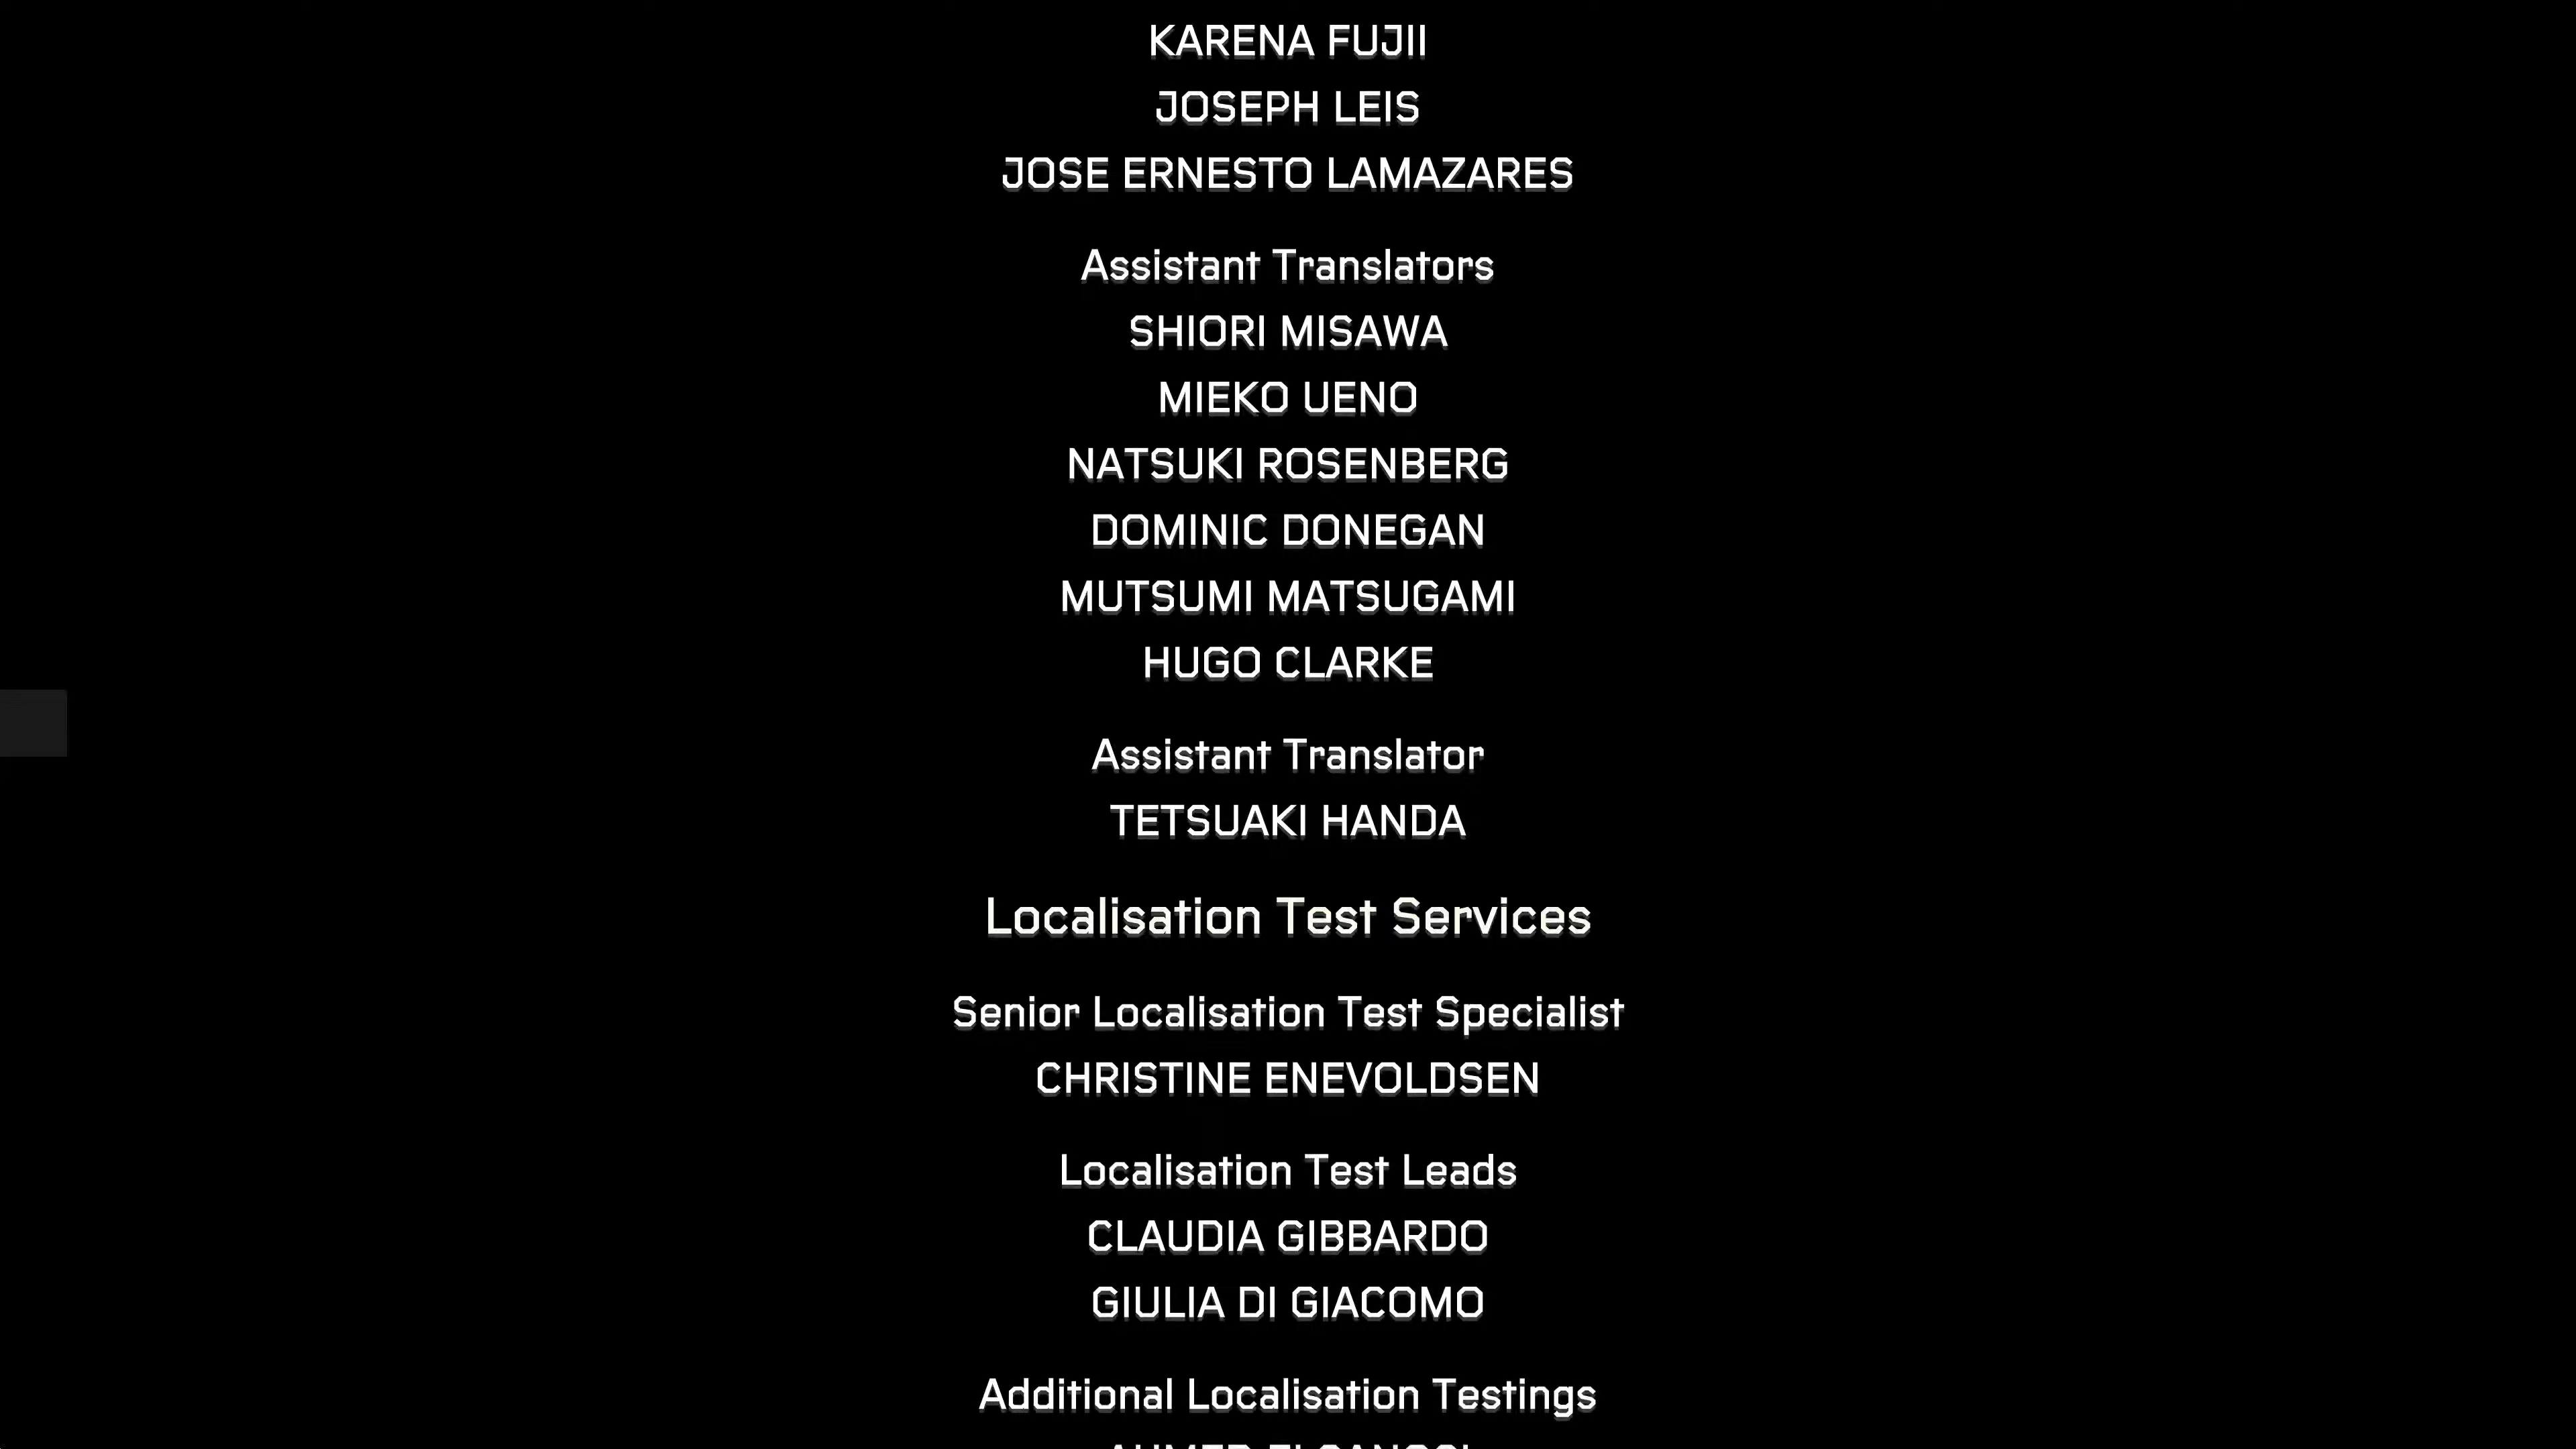 KARENA FUJII
JOSEPH LEIS
JOSE ERNESTO LAMAZARES
Assistant Translators
SHIORI MISAWA
MIEKO UENO
NATSUKI ROSENBERG
DOMINIC DONEGAN
MUTSUMI MATSUGAMI
HUGO CLARKE
Assistant Translator
TETSUAKI HANDA
Localisation Test Services
Senior Localisation Test Specialist
CHRISTINE ENEVOLDSEN
Localisation Test Leads
CLAUDIA GIBBARDO
GIULIA DI GIACOMO
Additional Localisation Testings